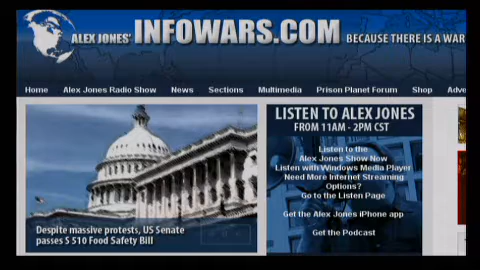 ALEX JONES' INFOWARS.COM BECAUSE THERE IS A WAR
Home Alex Jones Radio Show News Sections Multimedia Prison Planet Forum Shop Adve
LISTEN TO ALEX JONES
FROM 11AM - 2PM CST
Listen to the
Alex Jones Show Now
Listen with Windows Media Player
Need More Internet Streaming
Options?
Go to the Listen Page
Get the Alex Jones iPhone app
Get the Podcast
Despite massive protests, US Senate
passes S 510 Food Safety Bill